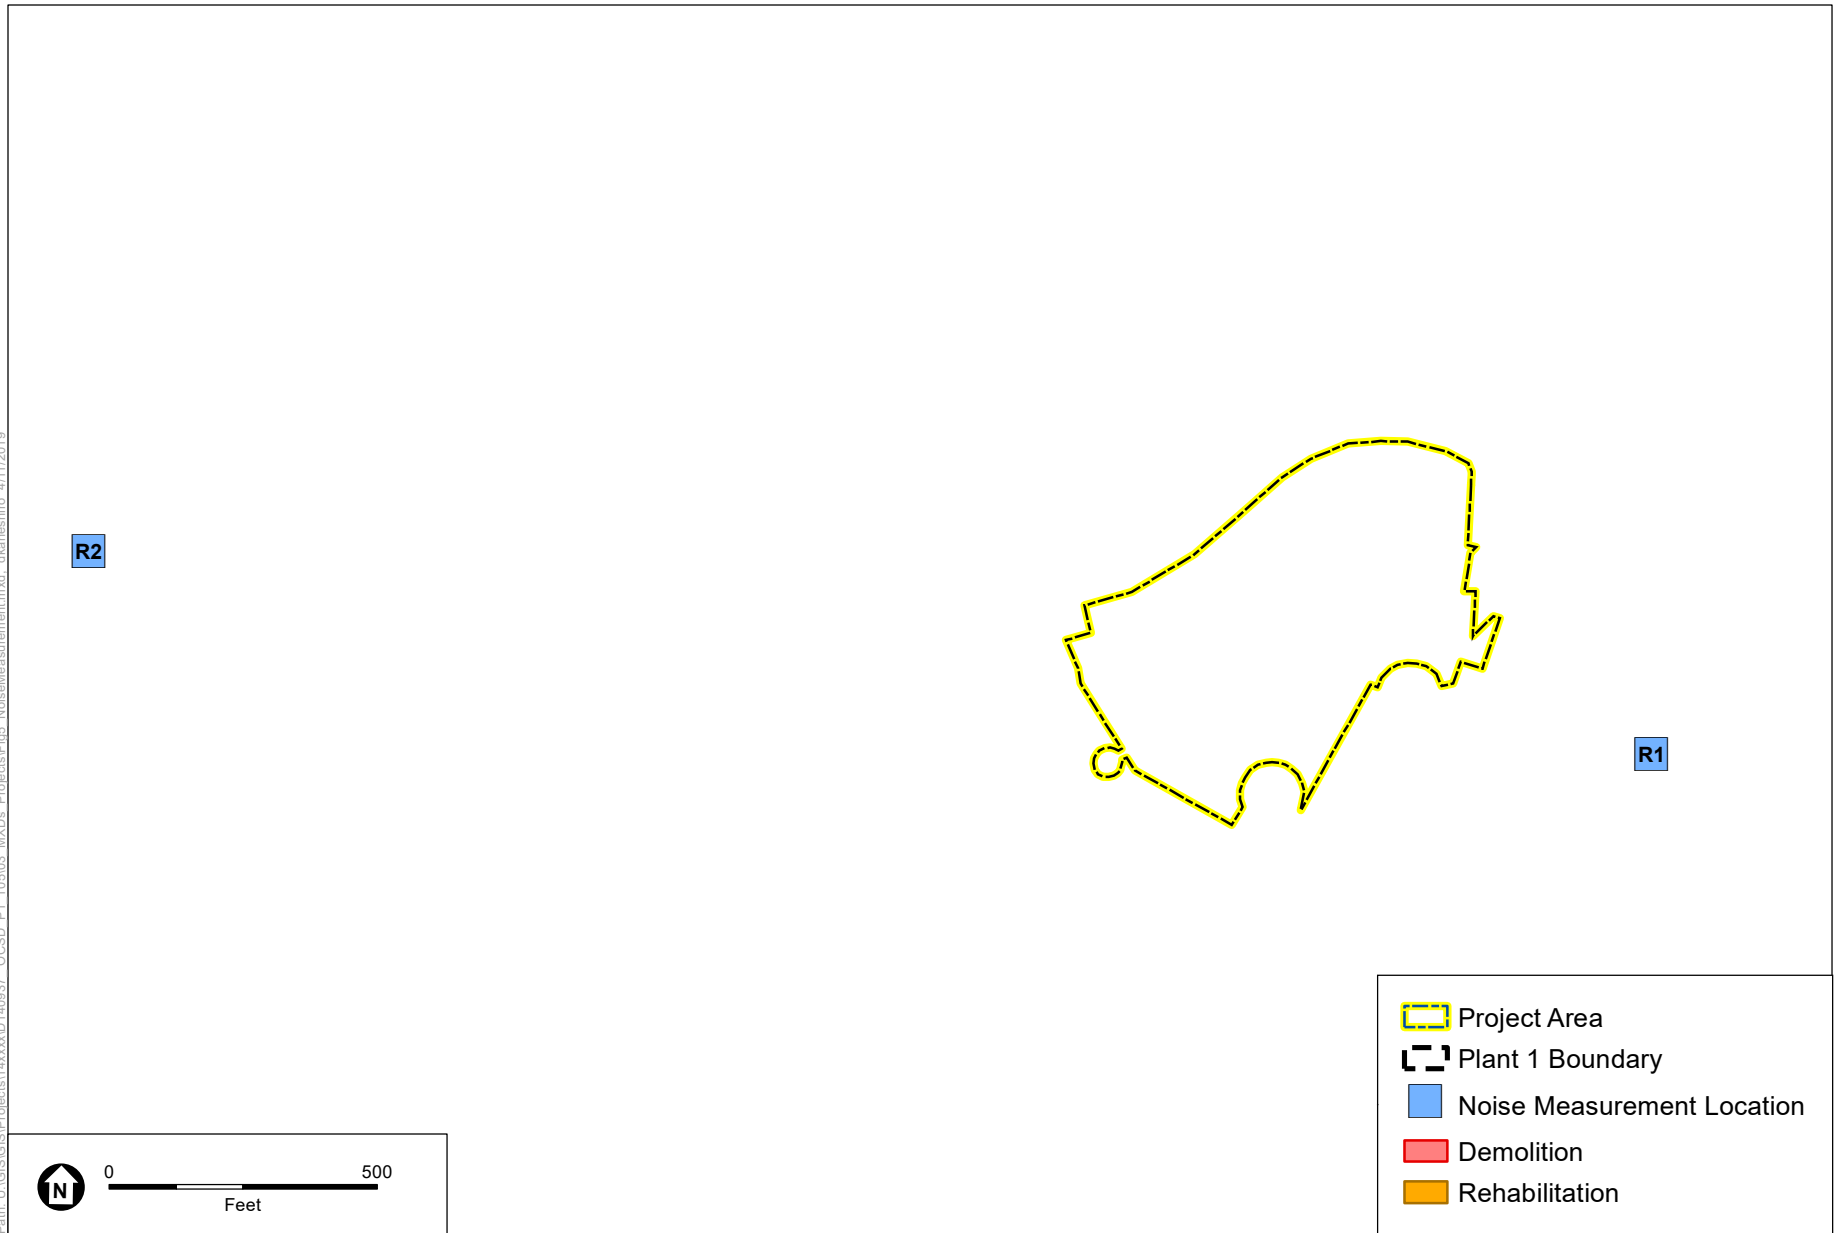 R2
R1
Project Area
Plant 1 Boundary
Noise Measurement Location
Demolition
Rehabilitation
N
0 500
Feet